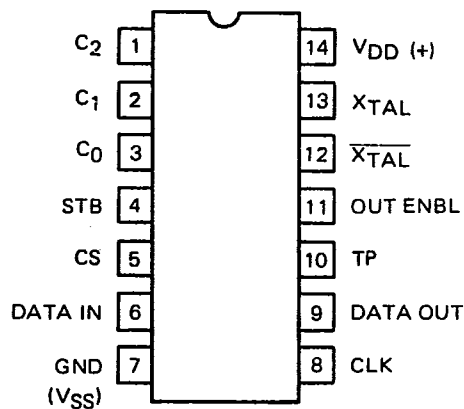 C2 1 14 VDD (+)
C1 2 13 XTAL
C0 3 12 XTAL
STB 4 11 OUT ENBL
CS 5 10 TP
DATA IN 6 9 DATA OUT
GND 7 8 CLK
(VSS)